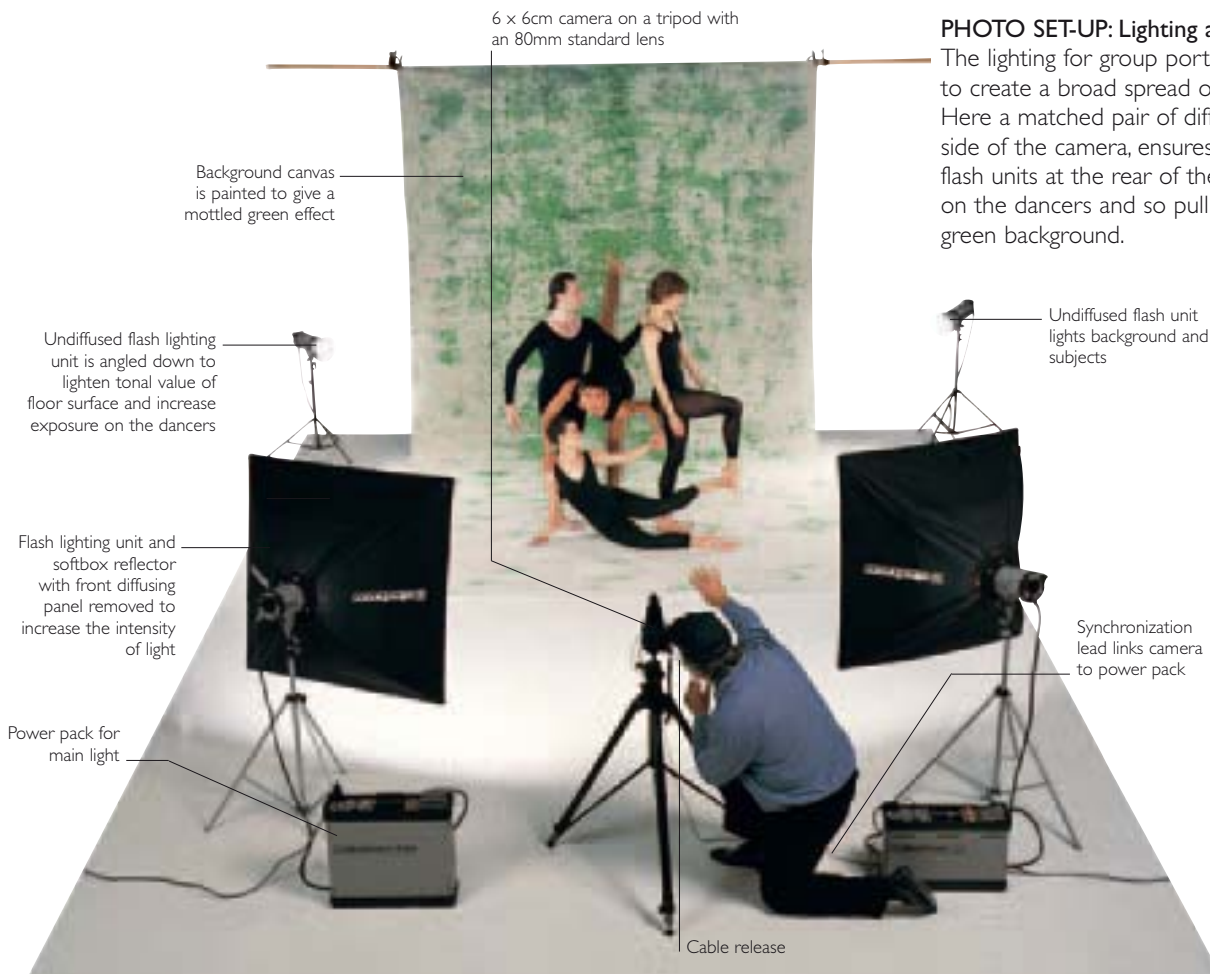 6 x 6cm camera on a tripod with
an 80mm standard lens
PHOTO SET-UP: Lighting a
The lighting for group port
to create a broad spread o
Here a matched pair of diff
side of the camera, ensures
flash units at the rear of the
on the dancers and so pull
green background.
Background canvas
is painted to give a
mottled green effect
Undiffused flash lighting
unit is angled down to
lighten tonal value of
floor surface and increase
exposure on the dancers
Undiffused flash unit
lights background and
subjects
Flash lighting unit and
softbox reflector
with front diffusing
panel removed to
increase the intensity
of light
Synchronization
lead links camera
to power pack
Power pack for
main light
Cable release